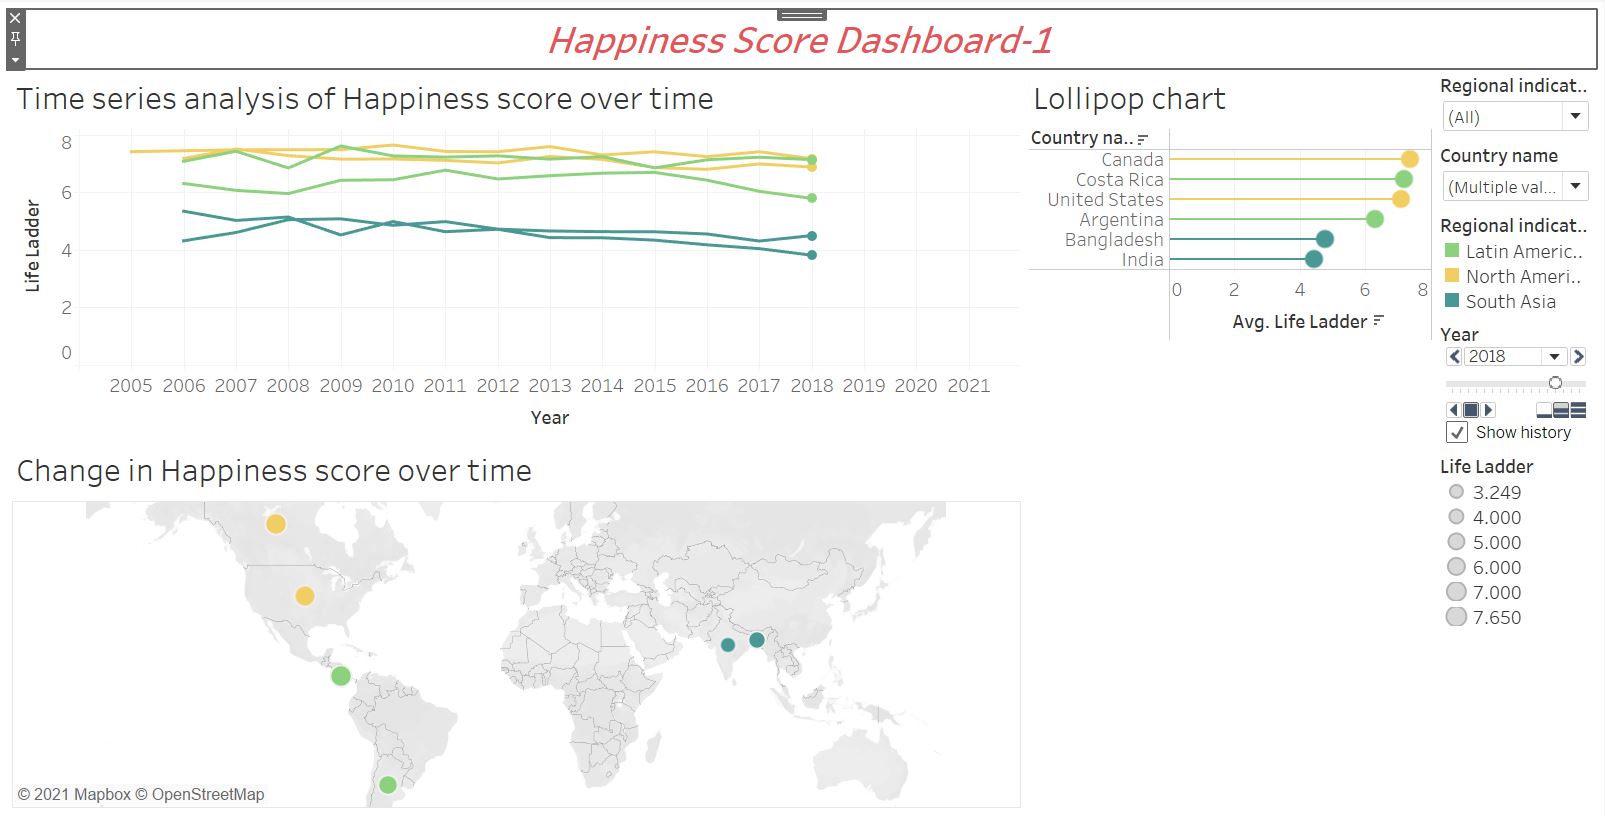 Happiness Score Dashboard-1
Time series analysis of Happiness score over time
8
6
4
2
0
Life Ladder
2005 2006 2007 2008 2009 2010 2011 2012 2013 2014 2015 2016 2017 2018 2019 2020 2021
Year
Lollipop chart
Country na..
Canada
Costa Rica
United States
Argentina
Bangladesh
India
0 2 4 6 8
Avg. Life Ladder
Regional indicat..
(All)
Country name
(Multiple val...
Regional indicat..
Latin Americ..
North Ameri..
South Asia
Year
2018
Show history
Life Ladder
3.249
4.000
5.000
6.000
7.000
7.650
Change in Happiness score over time
© 2021 Mapbox © OpenStreetMap